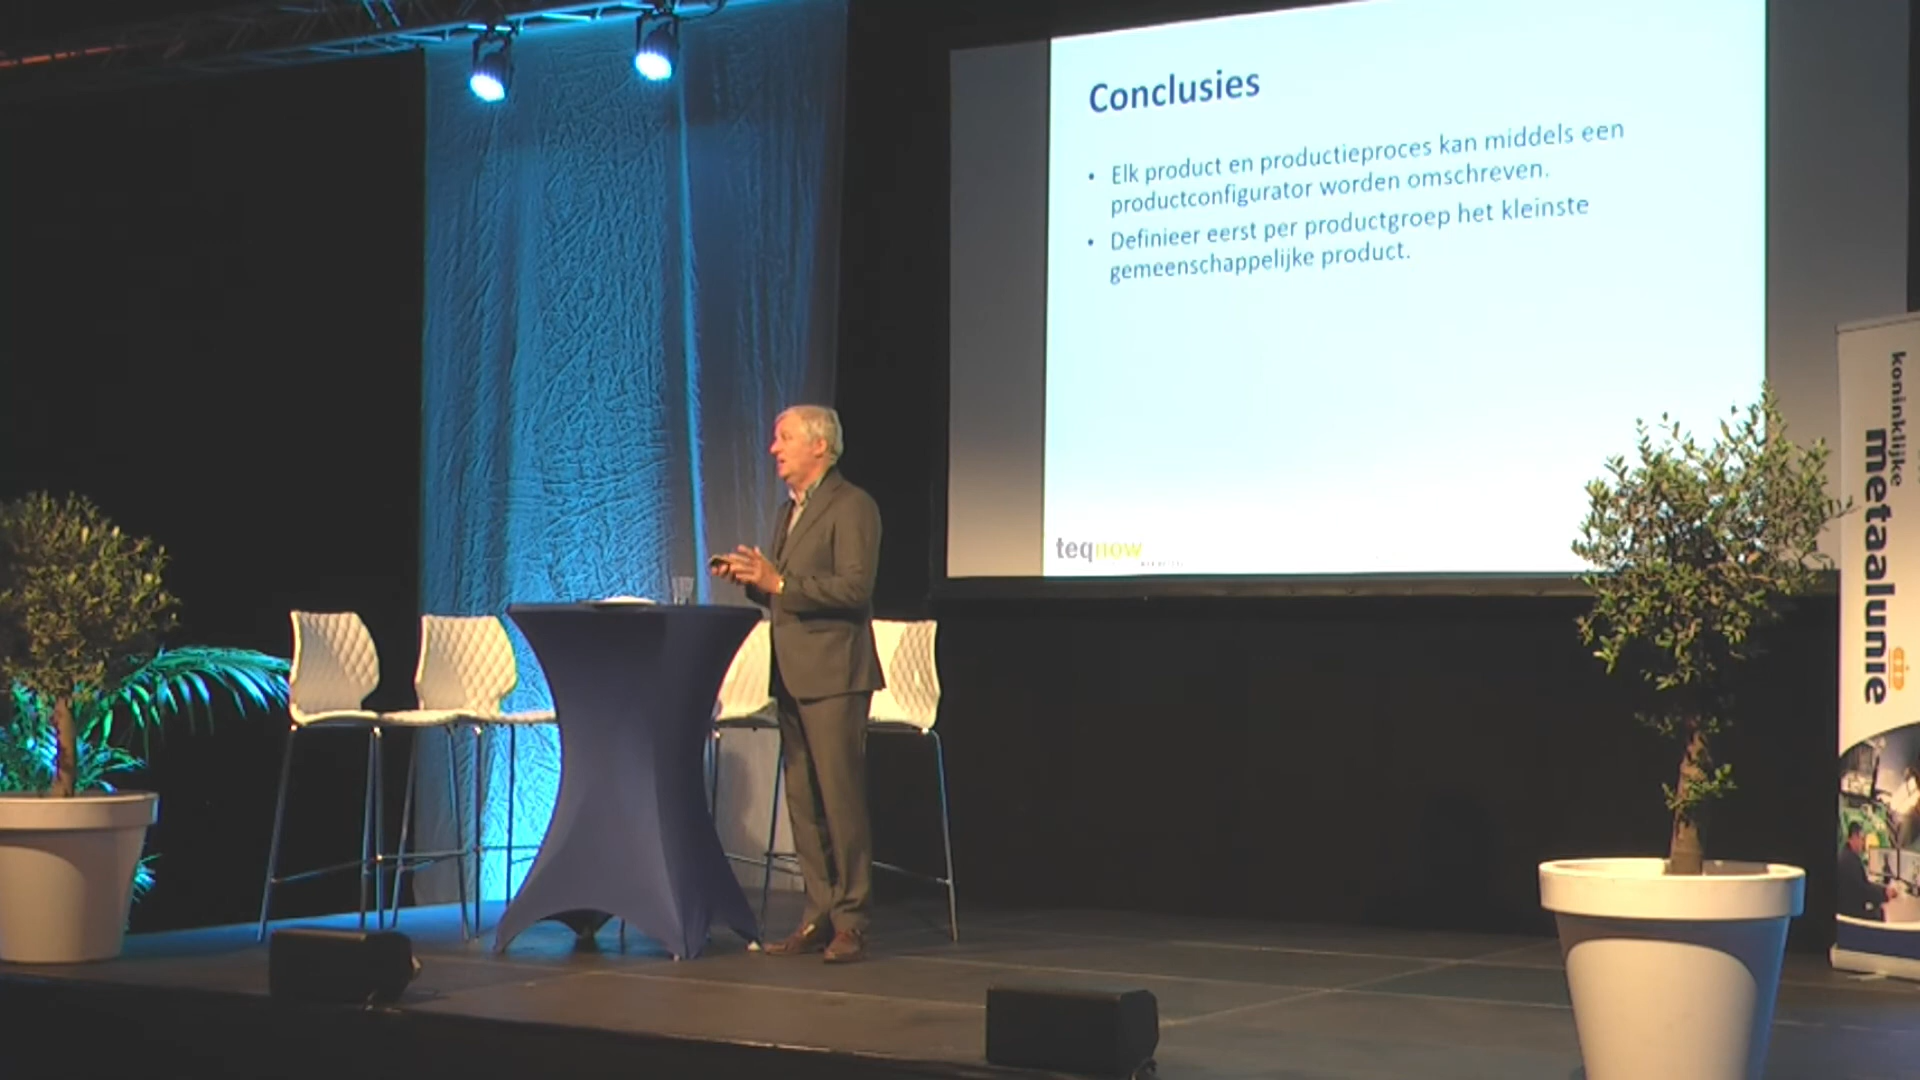 Conclusies
• Elk product en productieproces kan middels een
productconfigurator worden omschreven.
• Definieer eerst per productgroep het kleinste
gemeenschappelijke product.
teqnow
koninklijke
metaalunie